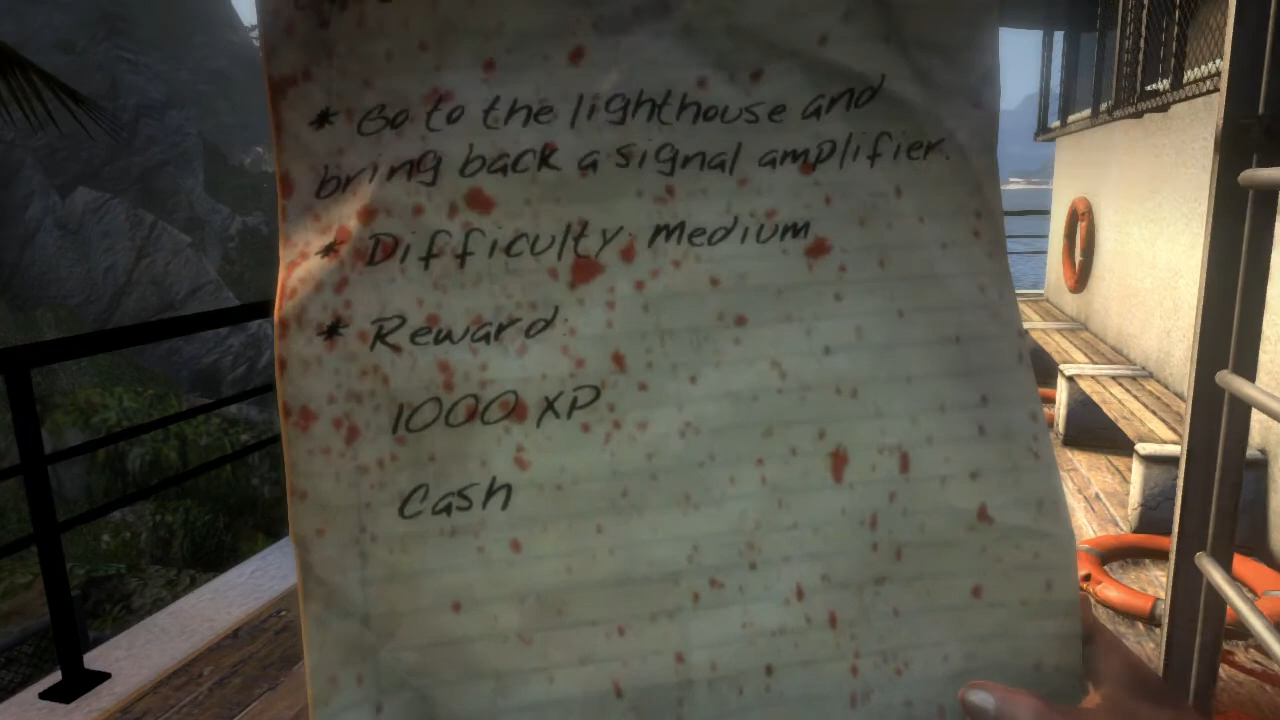 * Go to the lighthouse and
bring back a signal amplifier.
* Difficulty: Medium
* Reward:
1000 XP
Cash